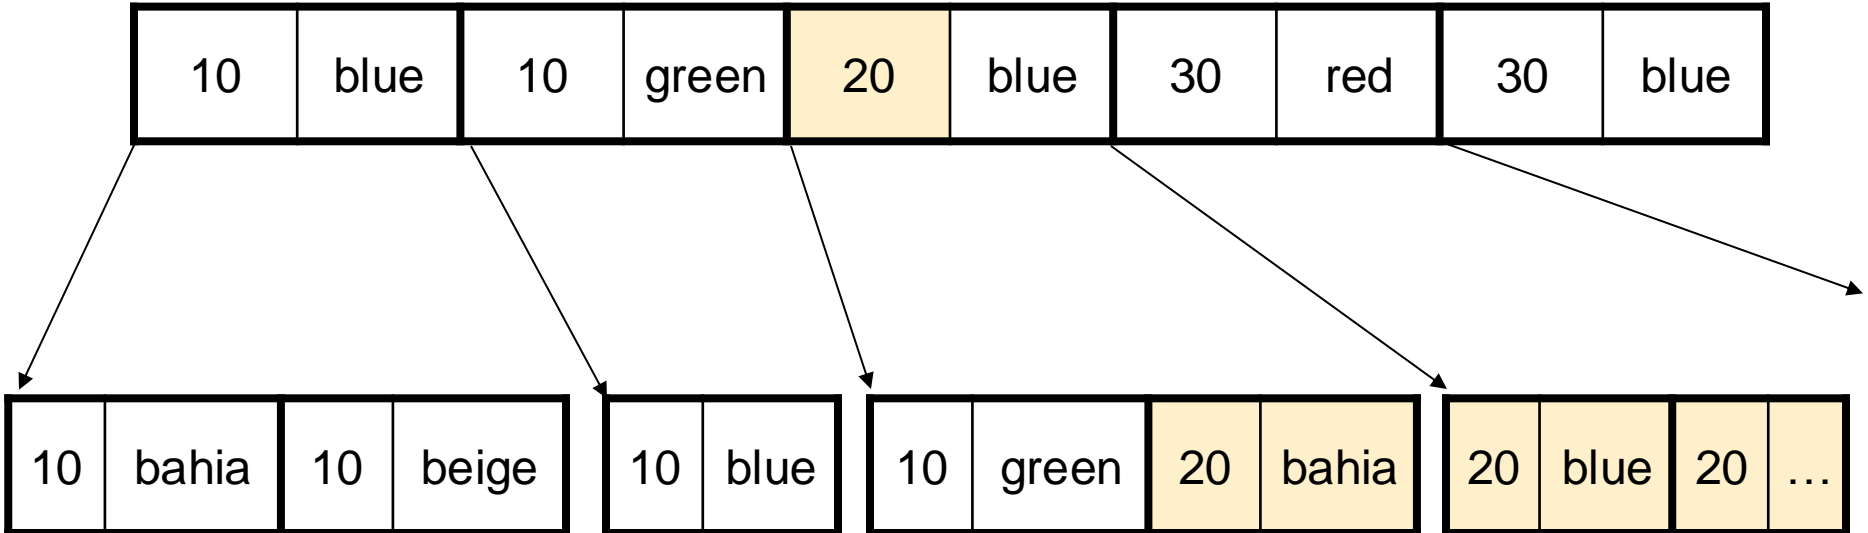 10 blue 10 green 20 blue 30 red 30 blue
10 bahia 10 beige 10 blue 10 green 20 bahia 20 blue 20 …